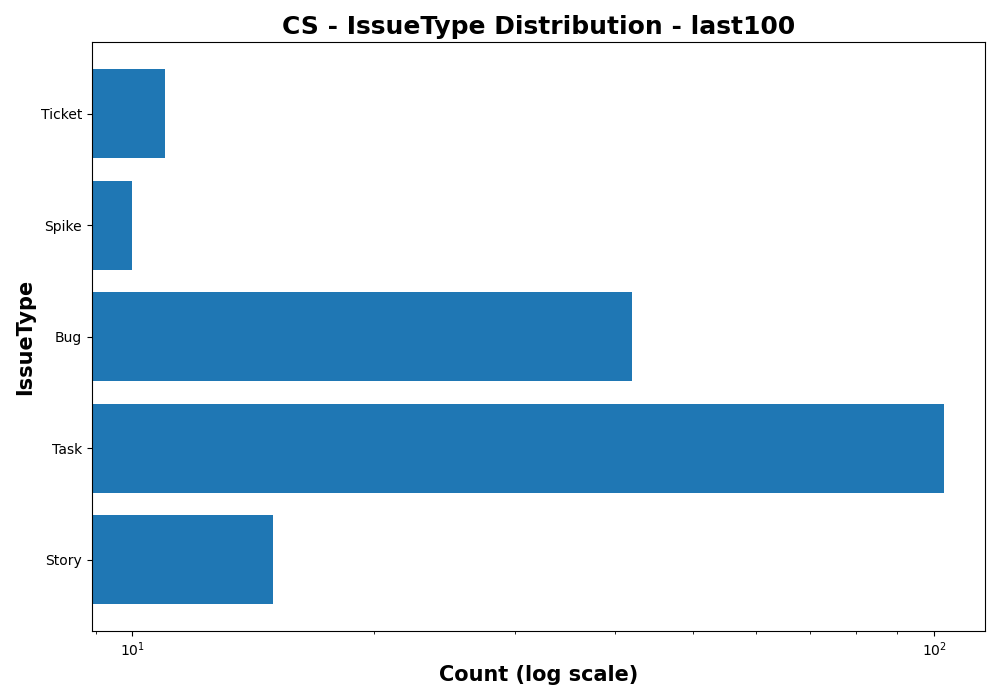 CS - IssueType Distribution - last100
Ticket
Spike
Bug
Task
Story
IssueType
10¹
10²
Count (log scale)